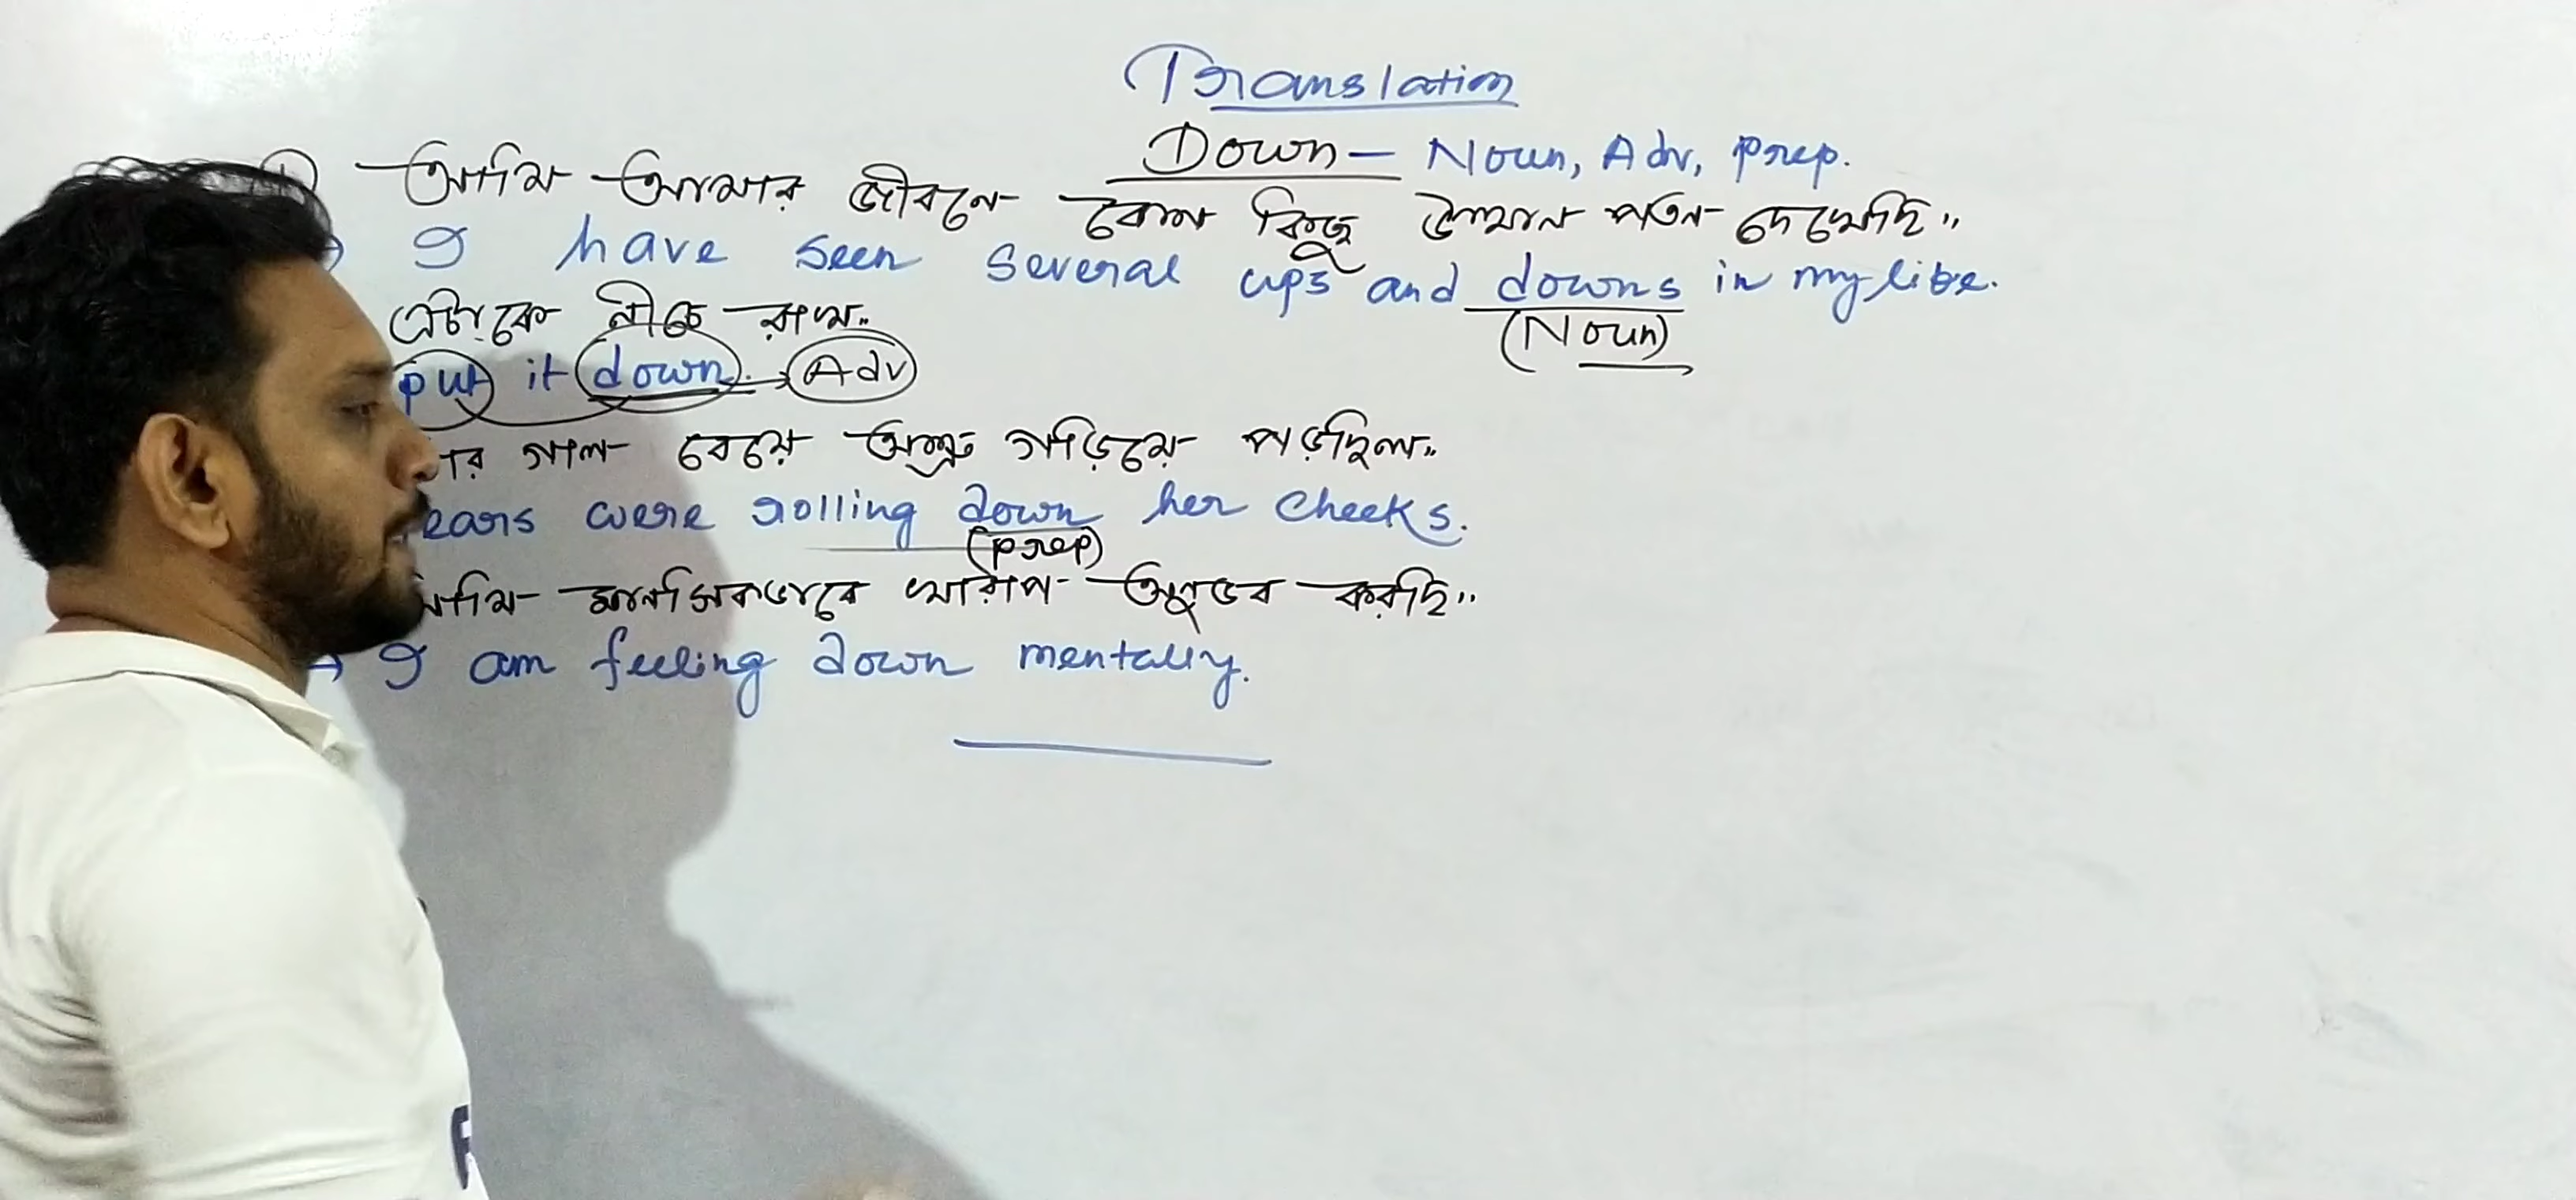 Translation
Down - Noun, Adv, prep.
আমি আমার জীবনে বেশ কিছু উত্থান পতন দেখেছি।।
→ I have seen several ups and downs in my life.
(Noun)
এটাকে নীচে রাখ।।
put it down. → Adv
গাল বেয়ে অশ্রু গড়িয়ে পড়ছিল।।
ears were rolling down her cheeks.
(prep)
মানসিকভাবে খারাপ অনুভব করছি।।
→ I am feeling down mentally.